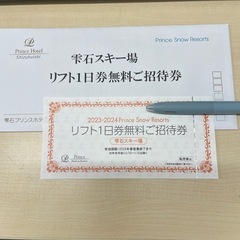 Prince Hotel
Shizukuishi
Prince Snow Resorts
雫石スキー場
リフト1日券無料ご招待券
雫石プリンスホテ
2023-2024 Prince Snow Resorts
リフト1日券無料ご招待券
雫石スキー場
Prince